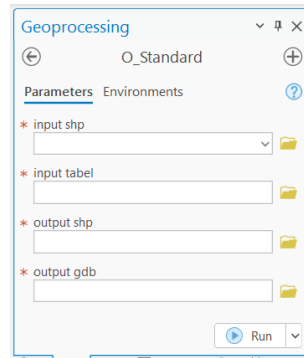 Geoprocessing
O_Standard
Parameters Environments
* input shp
* input tabel
* output shp
* output gdb
Run